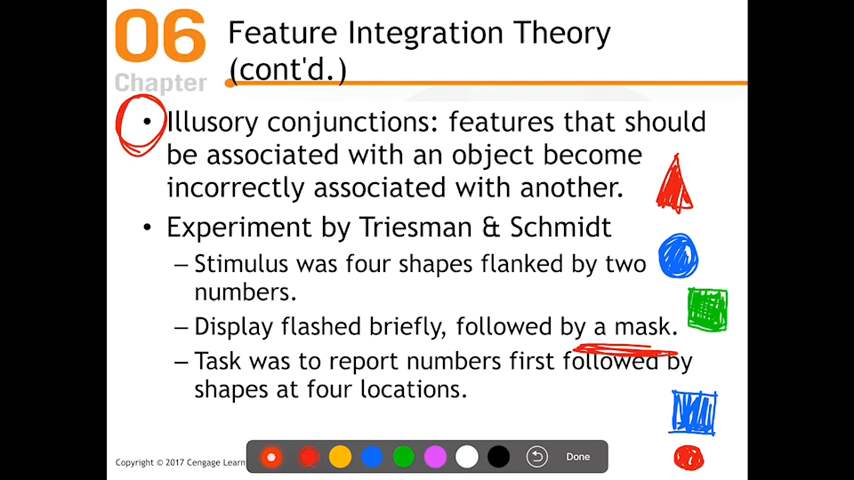 06
Chapter
Feature Integration Theory
(cont'd.)
• Illusory conjunctions: features that should
be associated with an object become
incorrectly associated with another.
• Experiment by Triesman & Schmidt
– Stimulus was four shapes flanked by two
numbers.
– Display flashed briefly, followed by a mask.
– Task was to report numbers first followed by
shapes at four locations.
Copyright © 2017 Cengage Learn
Done